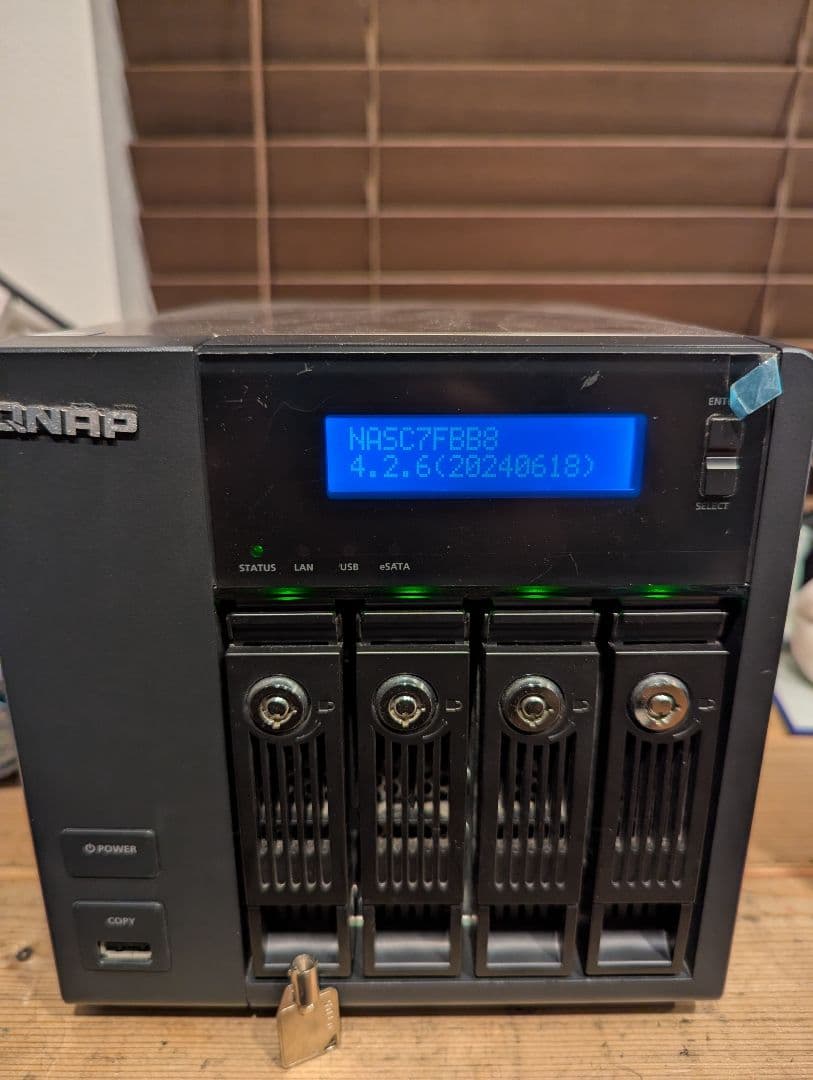 QNAP
NASC7FBB8
4.2.6(20240618)
SELECT
STATUS LAN USB eSATA
POWER
COPY